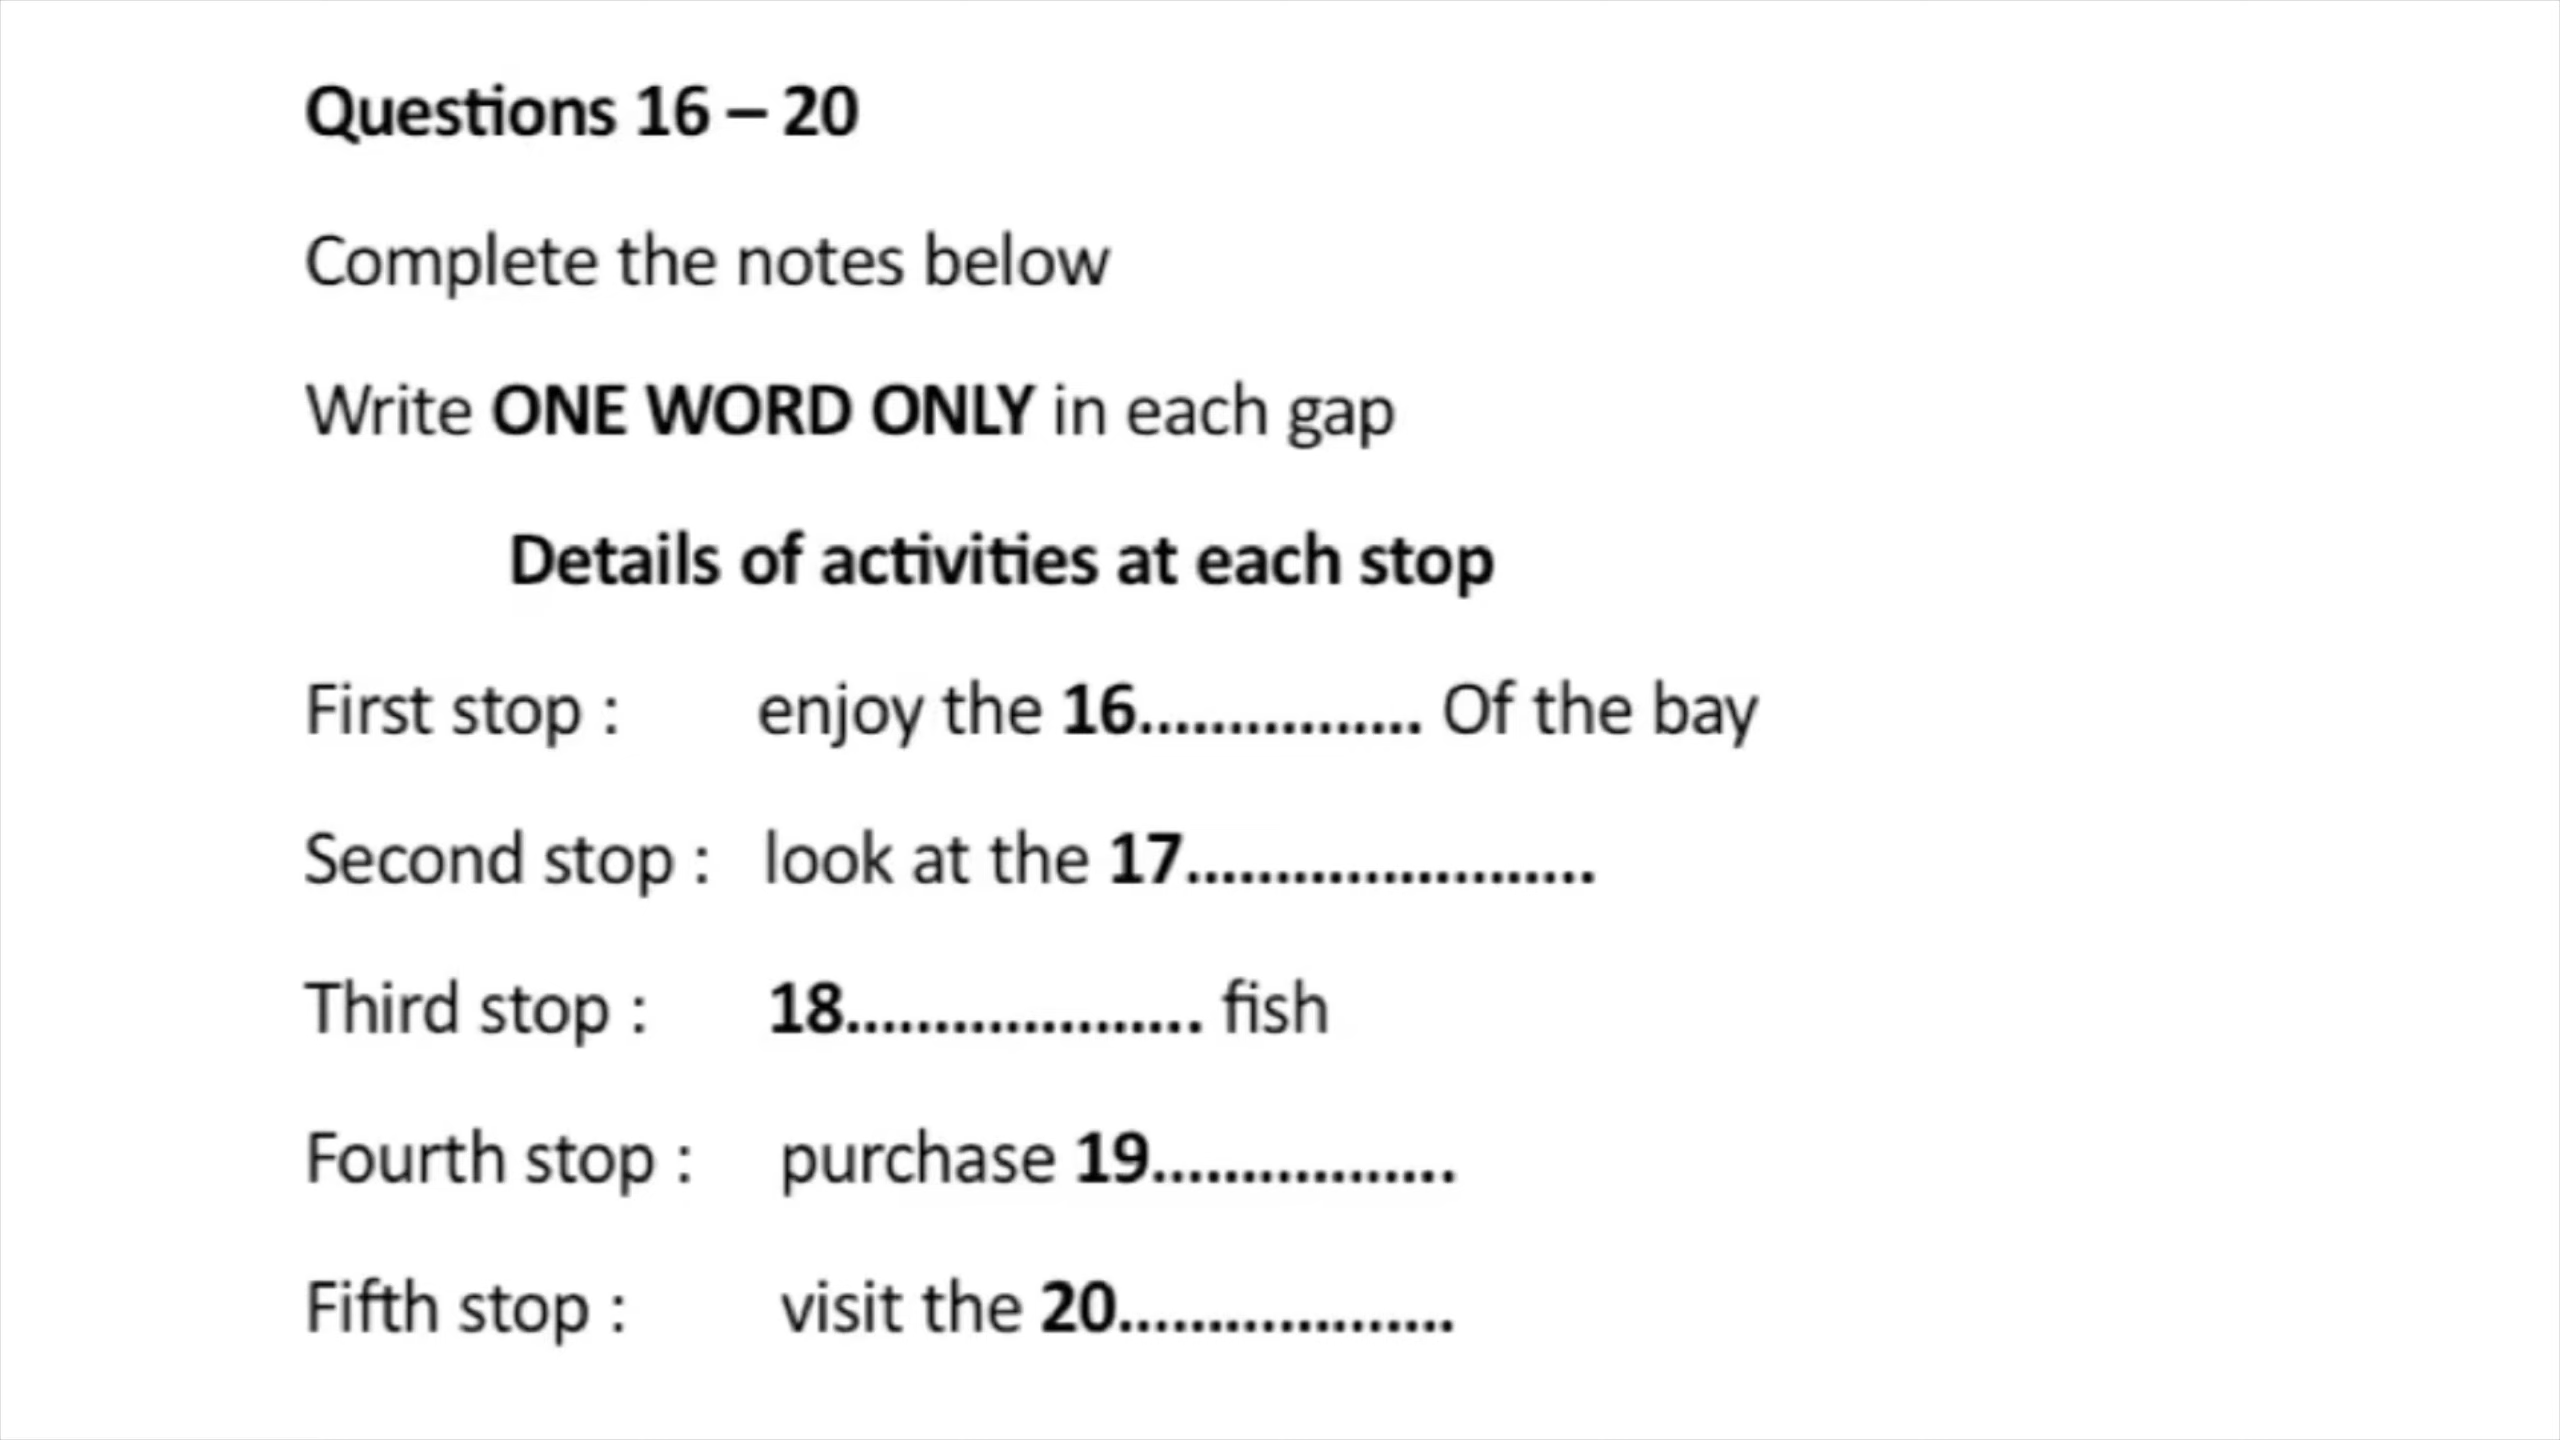 Questions 16 – 20
Complete the notes below
Write ONE WORD ONLY in each gap
Details of activities at each stop
First stop : enjoy the 16................ Of the bay
Second stop : look at the 17.......................
Third stop : 18.................... fish
Fourth stop : purchase 19.................
Fifth stop : visit the 20...................